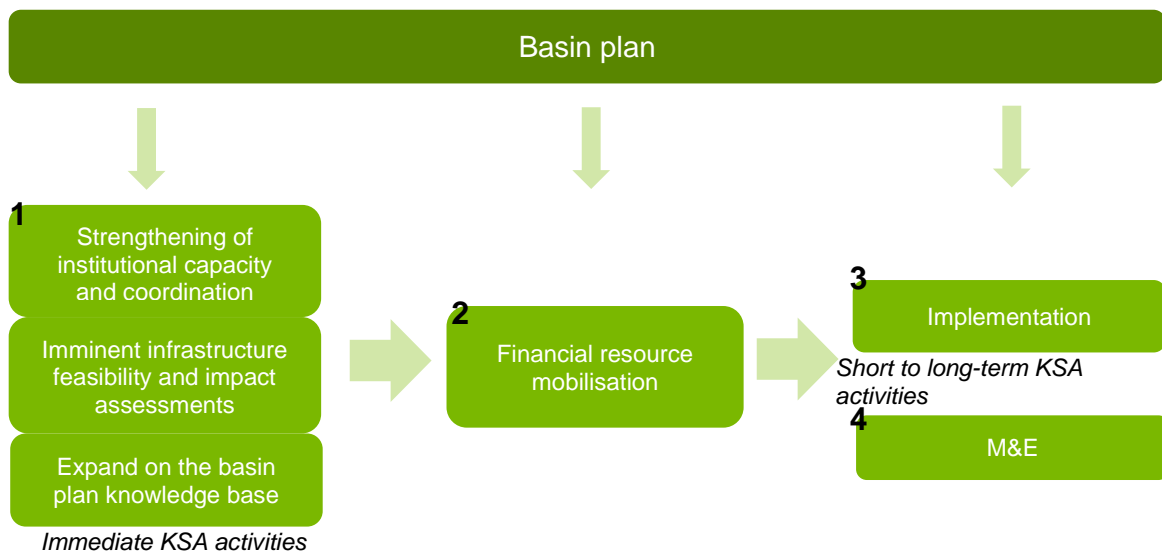 Basin plan
1
Strengthening of
institutional capacity
and coordination
Imminent infrastructure
feasibility and impact
assessments
Expand on the basin
plan knowledge base
Immediate KSA activities
2
Financial resource
mobilisation
3
Implementation
Short to long-term KSA
activities
4
M&E